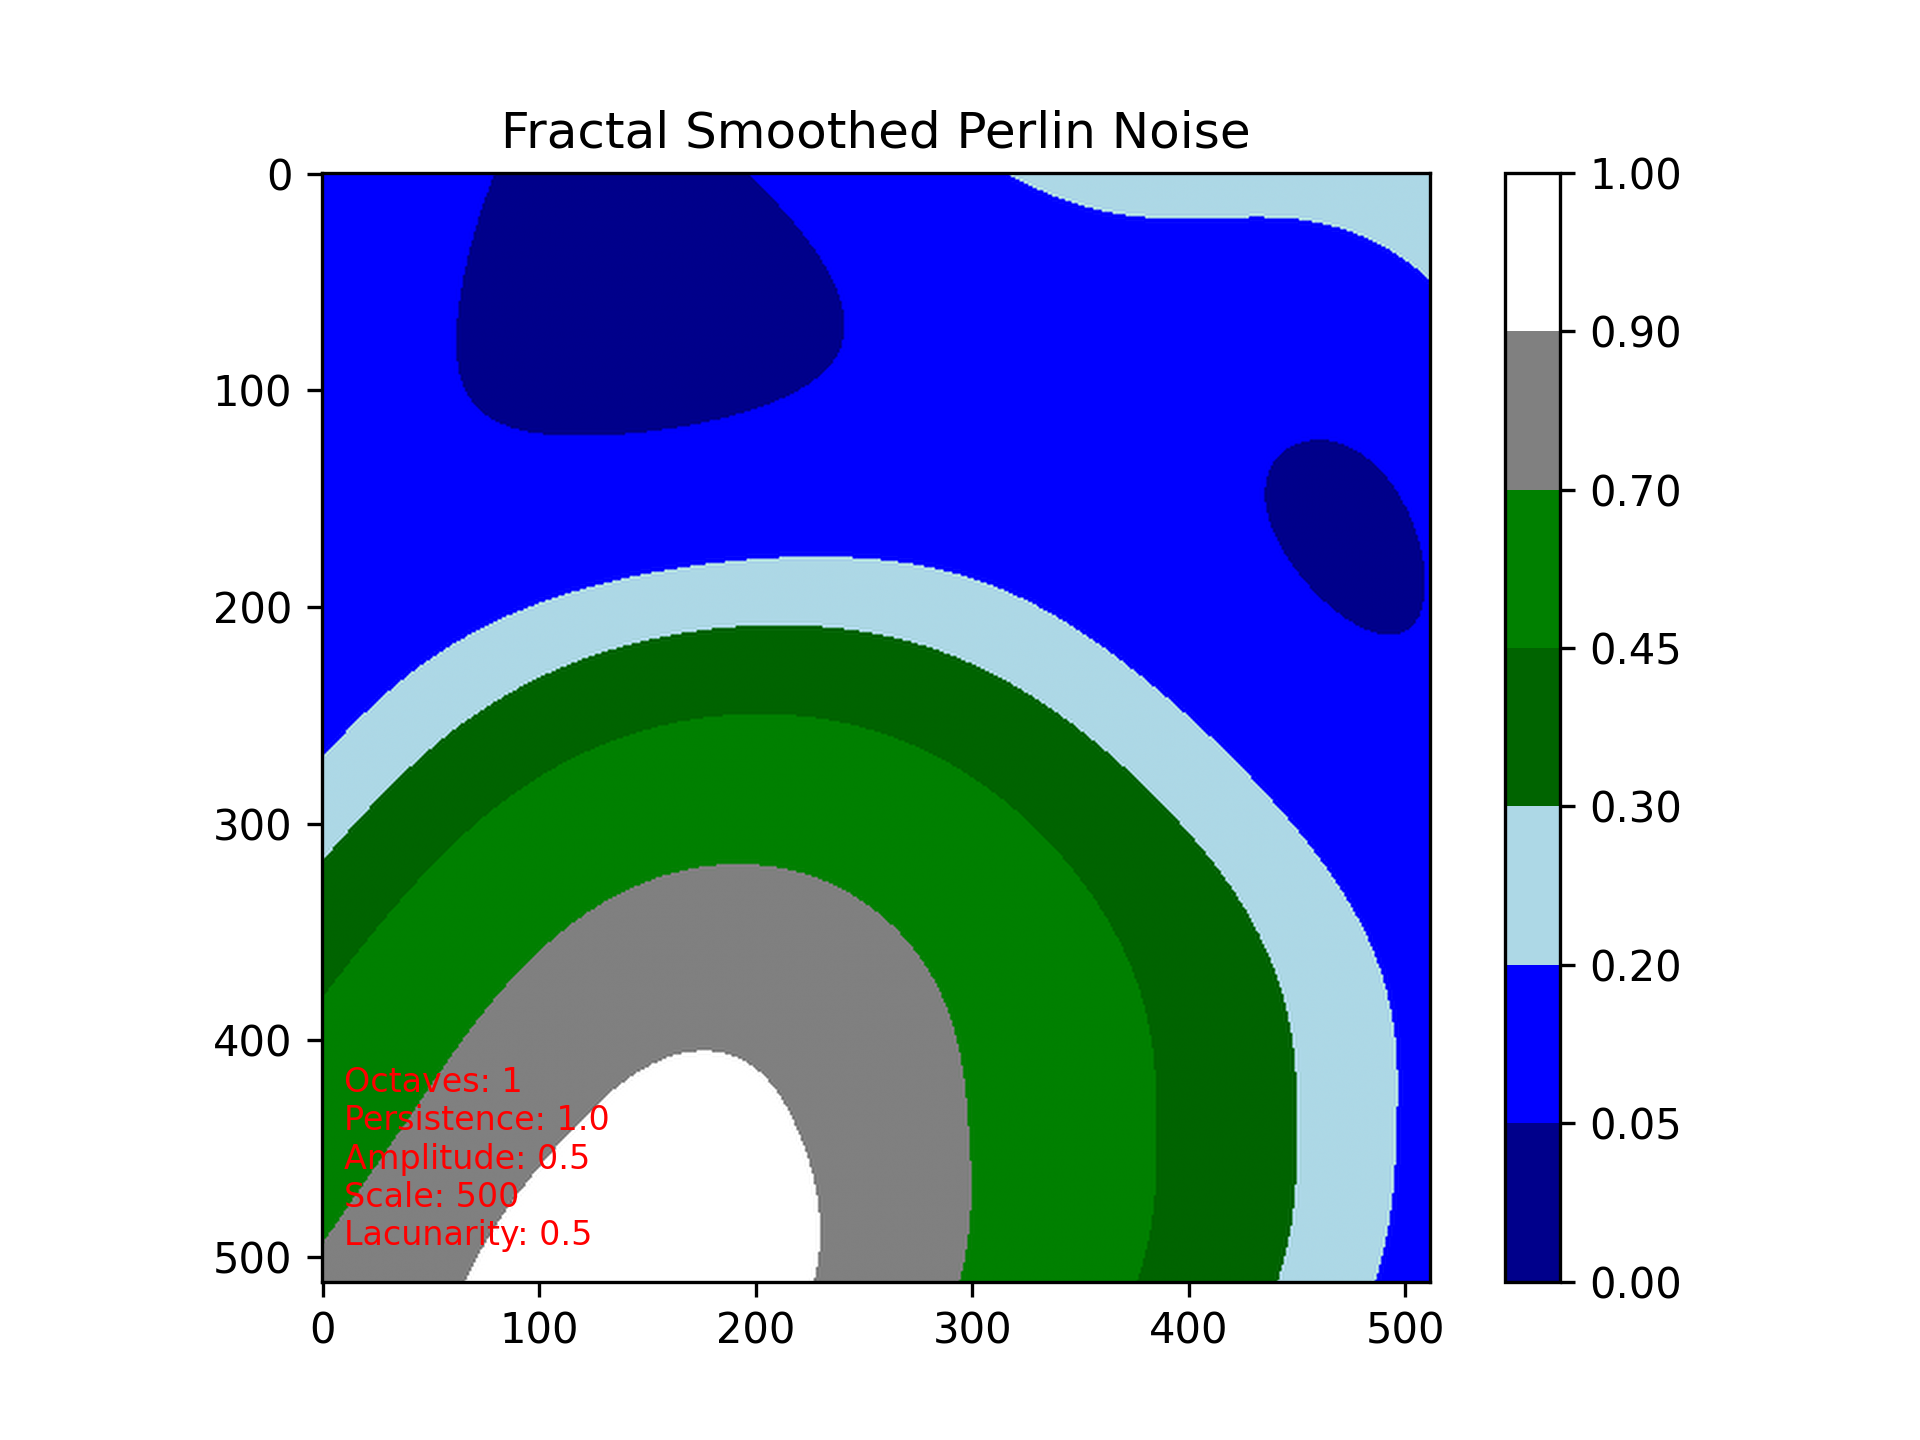 Fractal Smoothed Perlin Noise
0
100
200
300
400
500
0 100 200 300 400 500
Octaves: 1
Persistence: 1.0
Amplitude: 0.5
Scale: 500
Lacunarity: 0.5
1.00
0.90
0.70
0.45
0.30
0.20
0.05
0.00